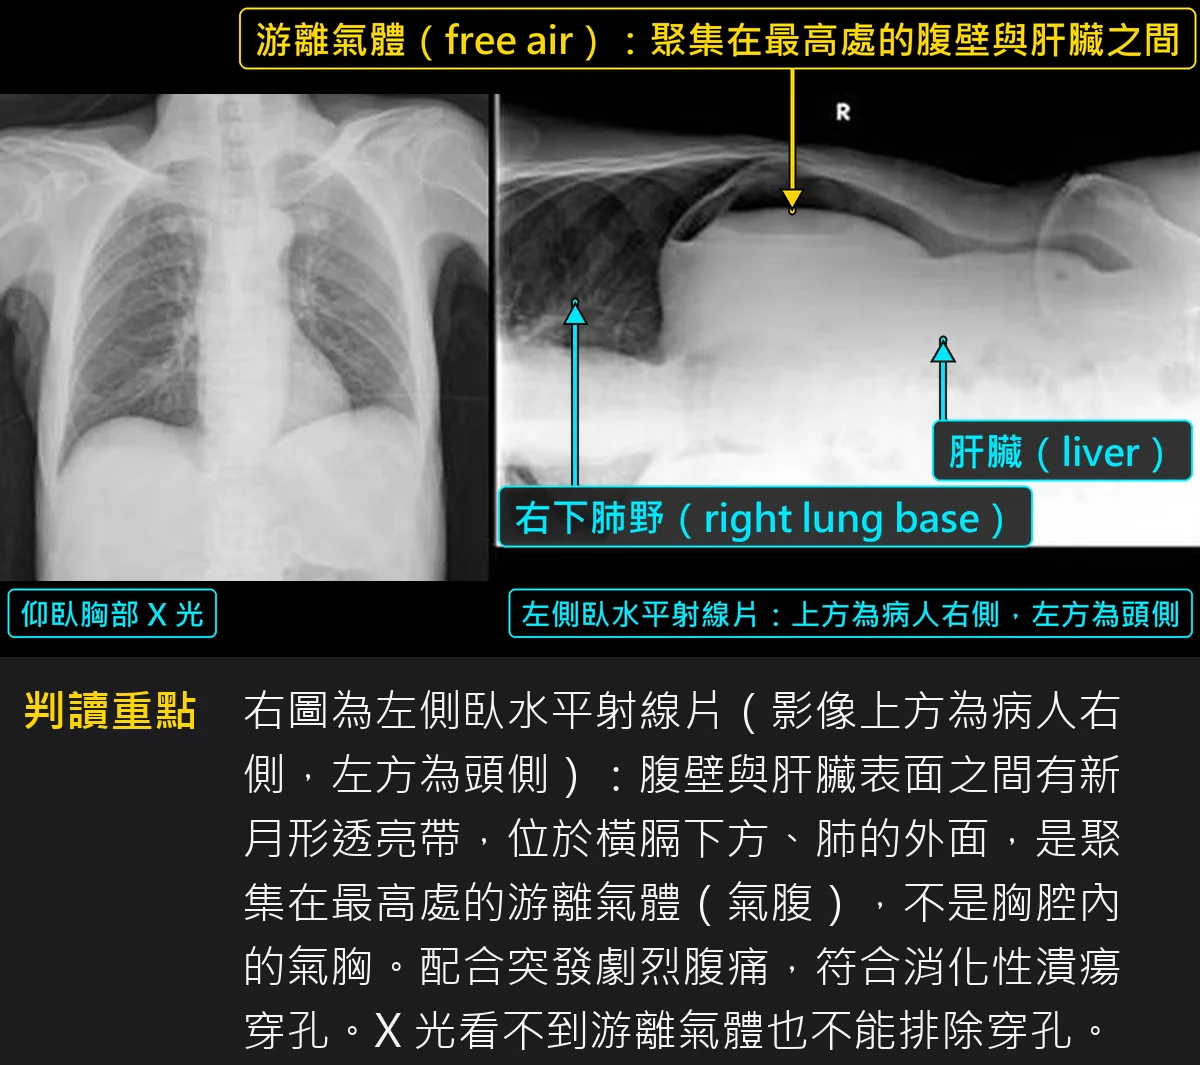 游離氣體（free air）：聚集在最高處的腹壁與肝臟之間
R
肝臟（liver）
右下肺野（right lung base）
仰臥胸部 X 光
左側臥水平射線片：上方為病人右側，左方為頭側
判讀重點
右圖為左側臥水平射線片（影像上方為病人右
側，左方為頭側）：腹壁與肝臟表面之間有新
月形透亮帶，位於橫膈下方、肺的外面，是聚
集在最高處的游離氣體（氣腹），不是胸腔內
的氣胸。配合突發劇烈腹痛，符合消化性潰瘍
穿孔。X 光看不到游離氣體也不能排除穿孔。